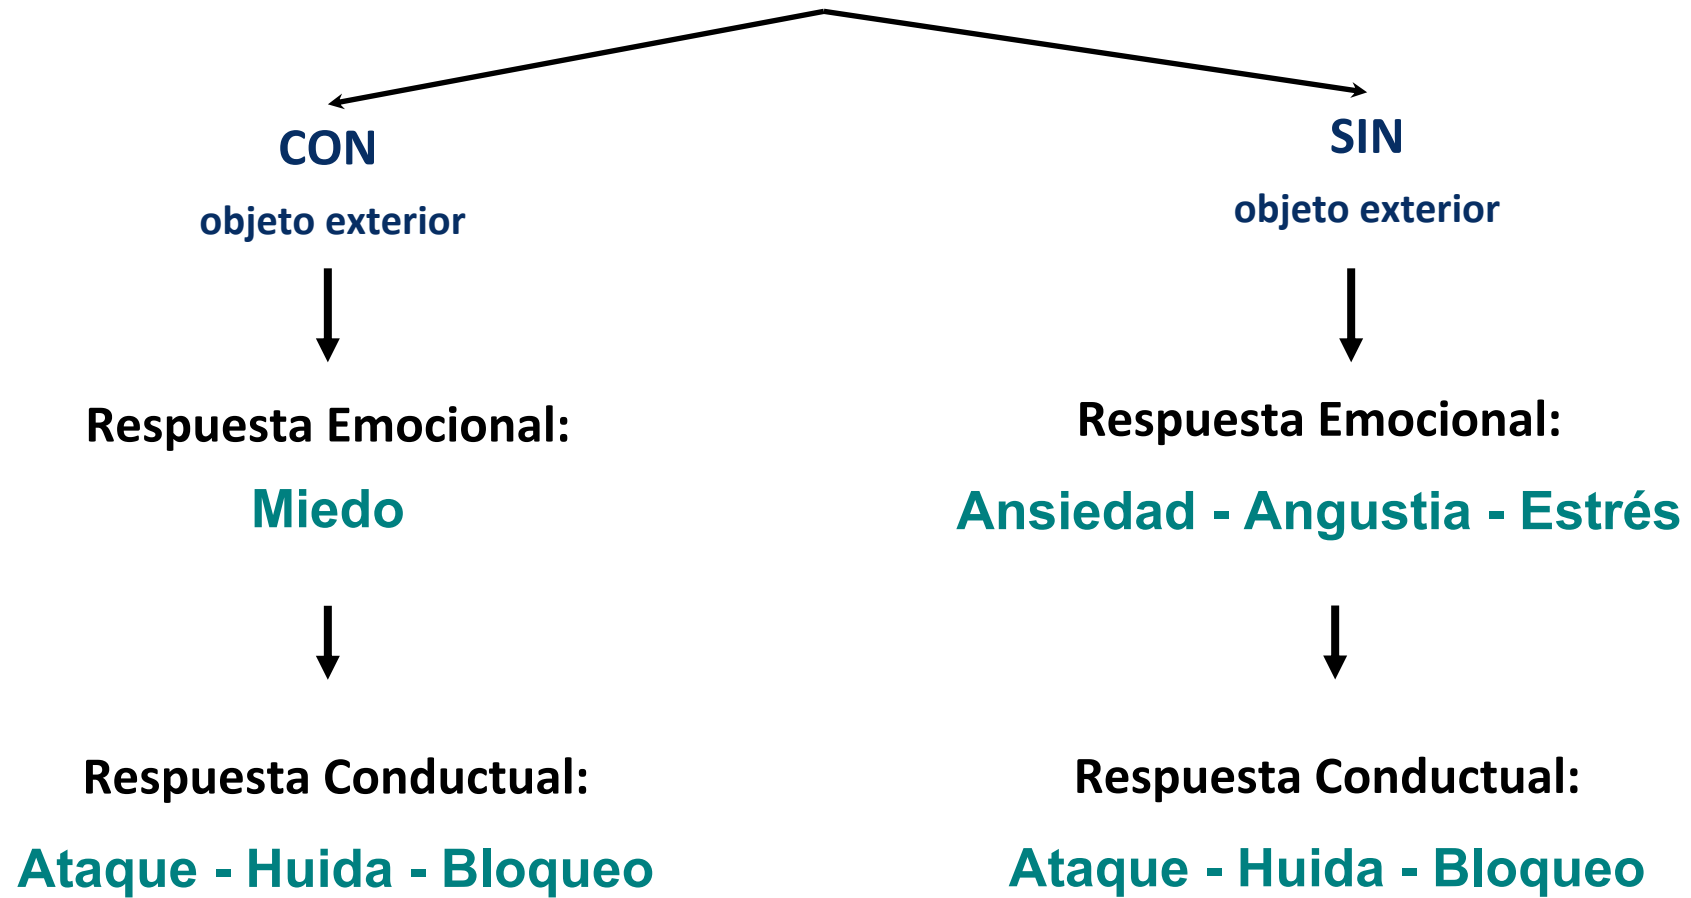 CON
objeto exterior
Respuesta Emocional:
Miedo
Respuesta Conductual:
Ataque - Huida - Bloqueo
SIN
objeto exterior
Respuesta Emocional:
Ansiedad - Angustia - Estrés
Respuesta Conductual:
Ataque - Huida - Bloqueo